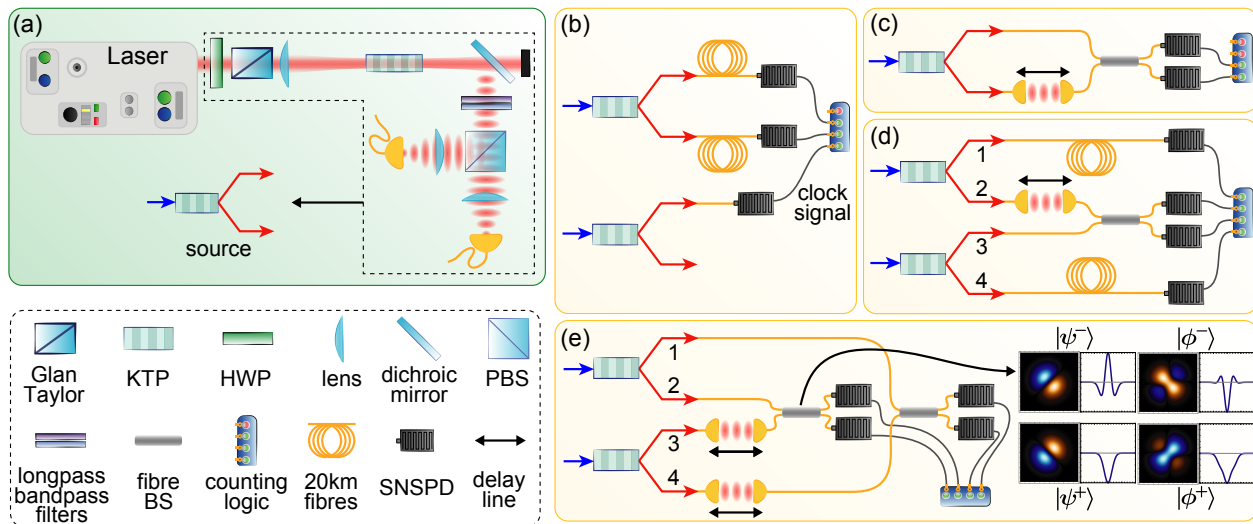 (a)
Laser
source
Glan
Taylor
KTP
HWP
lens
dichroic
mirror
PBS
longpass
bandpass
filters
fibre
BS
counting
logic
20km
fibres
SNSPD
delay
line
(b)
clock
signal
(c)
(d)
1
2
3
4
(e)
1
2
3
4
|ψ⁻⟩
|ϕ⁻⟩
|ψ⁺⟩
|ϕ⁺⟩